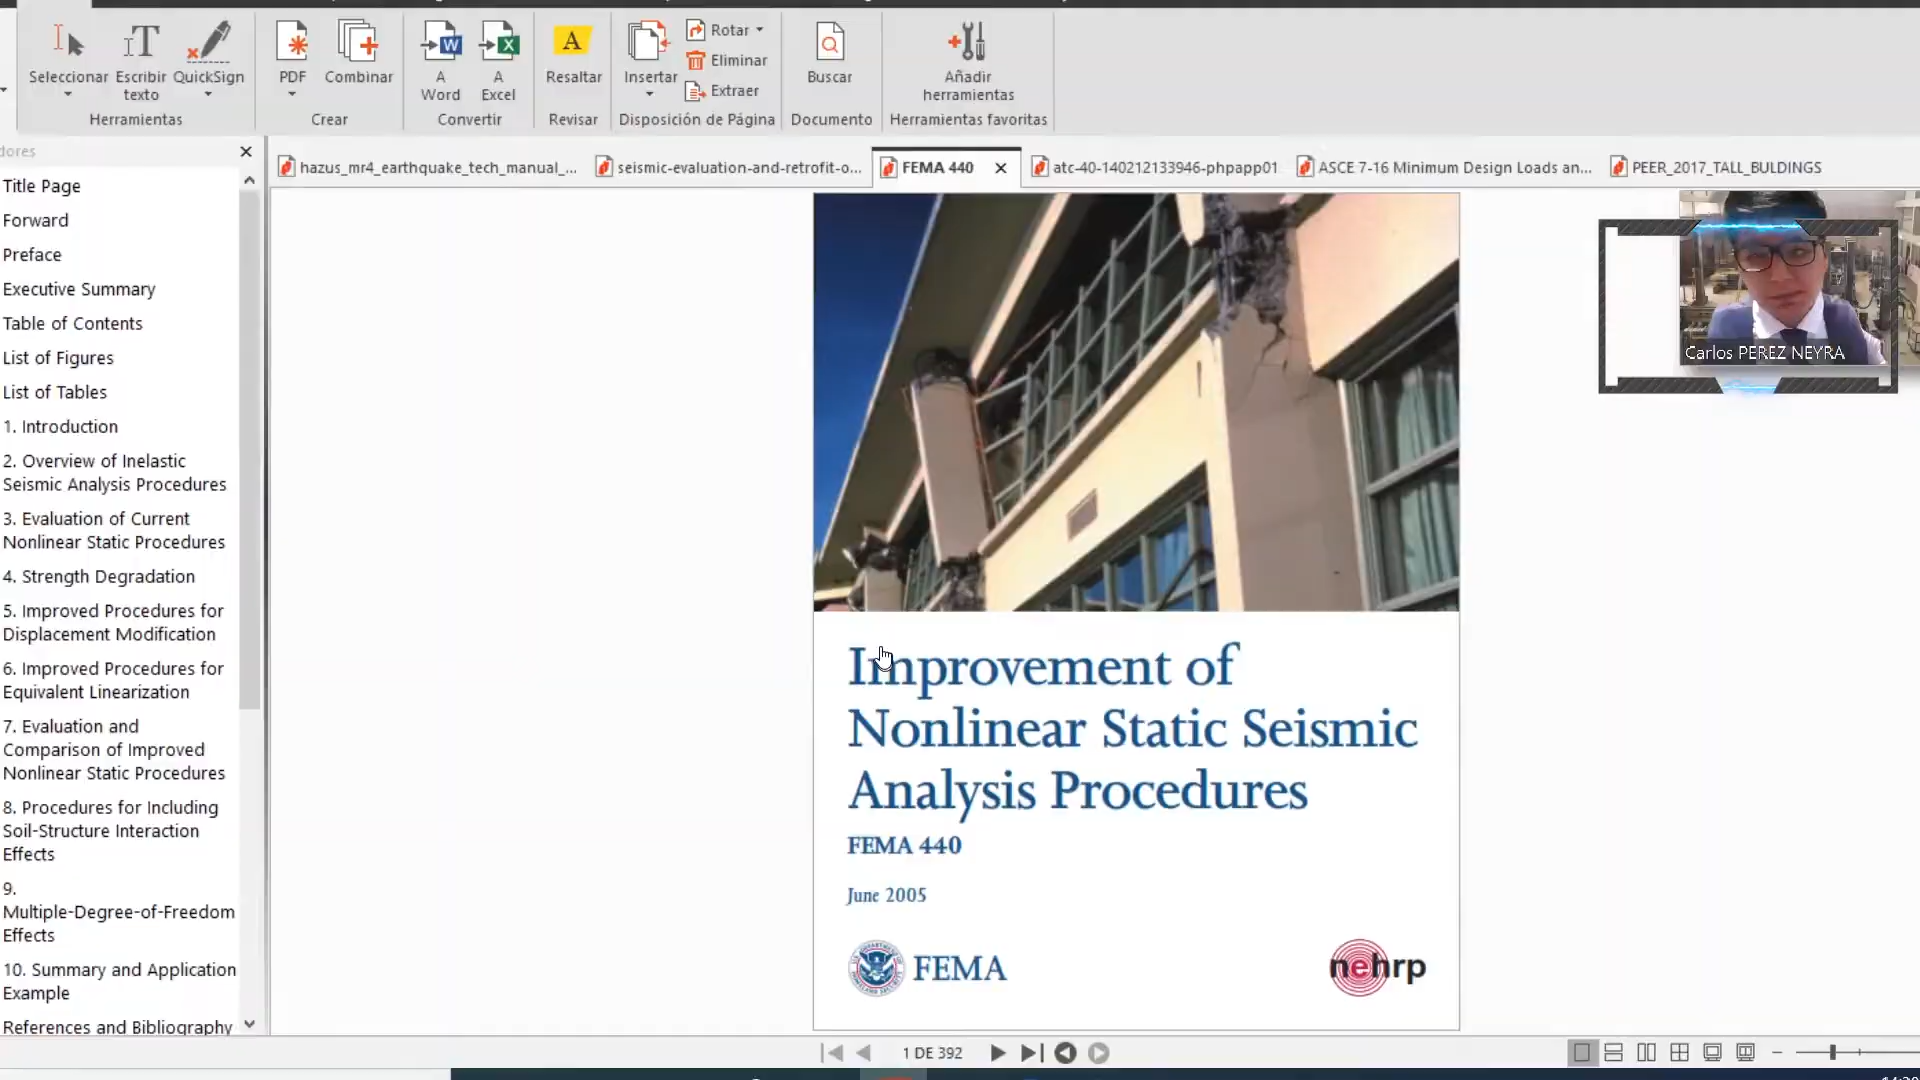 Seleccionar
Escribir
texto
QuickSign
Herramientas
PDF
Combinar
Crear
A
Word
A
Excel
Convertir
A
Resaltar
Revisar
Insertar
Rotar
Eliminar
Extraer
Disposición de Página
Buscar
Documento
Añadir
herramientas
Herramientas favoritas
dores
hazus_mr4_earthquake_tech_manual_...
seismic-evaluation-and-retrofit-o...
FEMA 440
atc-40-140212133946-phpapp01
ASCE 7-16 Minimum Design Loads an...
PEER_2017_TALL_BULDINGS
Title Page
Forward
Preface
Executive Summary
Table of Contents
List of Figures
List of Tables
1. Introduction
2. Overview of Inelastic
Seismic Analysis Procedures
3. Evaluation of Current
Nonlinear Static Procedures
4. Strength Degradation
5. Improved Procedures for
Displacement Modification
6. Improved Procedures for
Equivalent Linearization
7. Evaluation and
Comparison of Improved
Nonlinear Static Procedures
8. Procedures for Including
Soil-Structure Interaction
Effects
9.
Multiple-Degree-of-Freedom
Effects
10. Summary and Application
Example
References and Bibliography
Carlos PEREZ NEYRA
Improvement of
Nonlinear Static Seismic
Analysis Procedures
FEMA 440
June 2005
FEMA
nehrp
1 DE 392